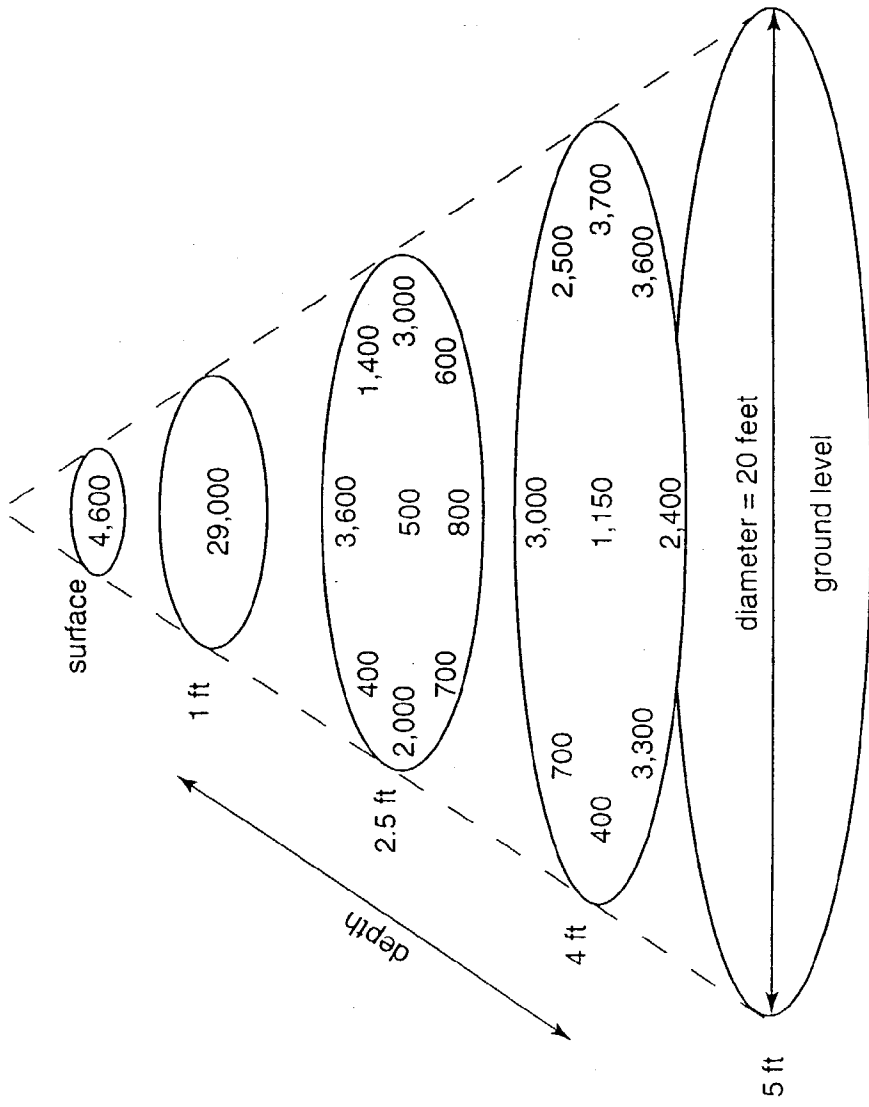 surface
4,600
1 ft
29,000
depth
2.5 ft
3,600
400
1,400
2,000
500
3,000
700
800
600
4 ft
3,000
700
2,500
400
1,150
3,700
3,300
2,400
3,600
5 ft
diameter = 20 feet
ground level